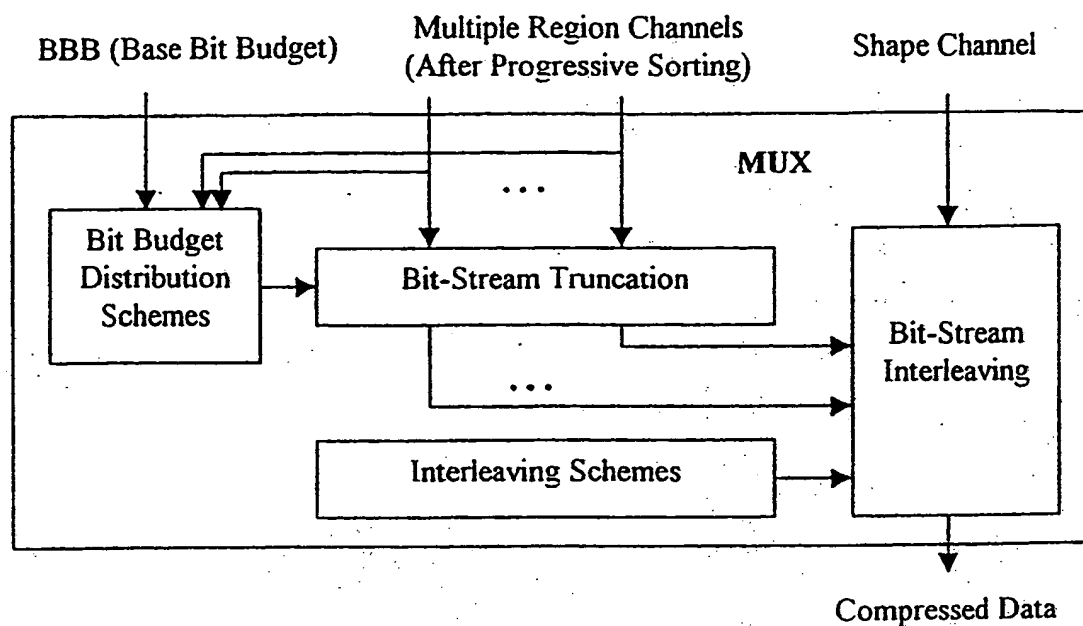 BBB (Base Bit Budget)
Multiple Region Channels
(After Progressive Sorting)
Shape Channel
MUX
...
Bit Budget
Distribution
Schemes
Bit-Stream Truncation
Bit-Stream
Interleaving
...
Interleaving Schemes
Compressed Data